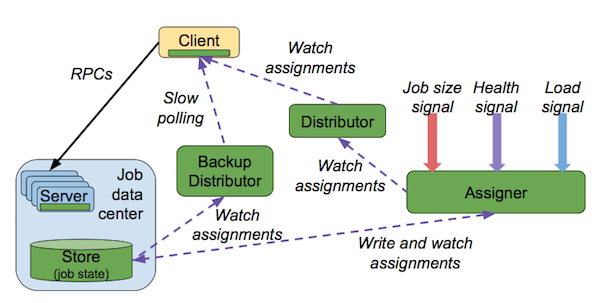 Client
RPCs
Watch
assignments
Slow
polling
Distributor
Job size
signal
Health
signal
Load
signal
Backup
Distributor
Watch
assignments
Assigner
Job
data
center
Server
Watch
assignments
Store
(job state)
Write and watch
assignments